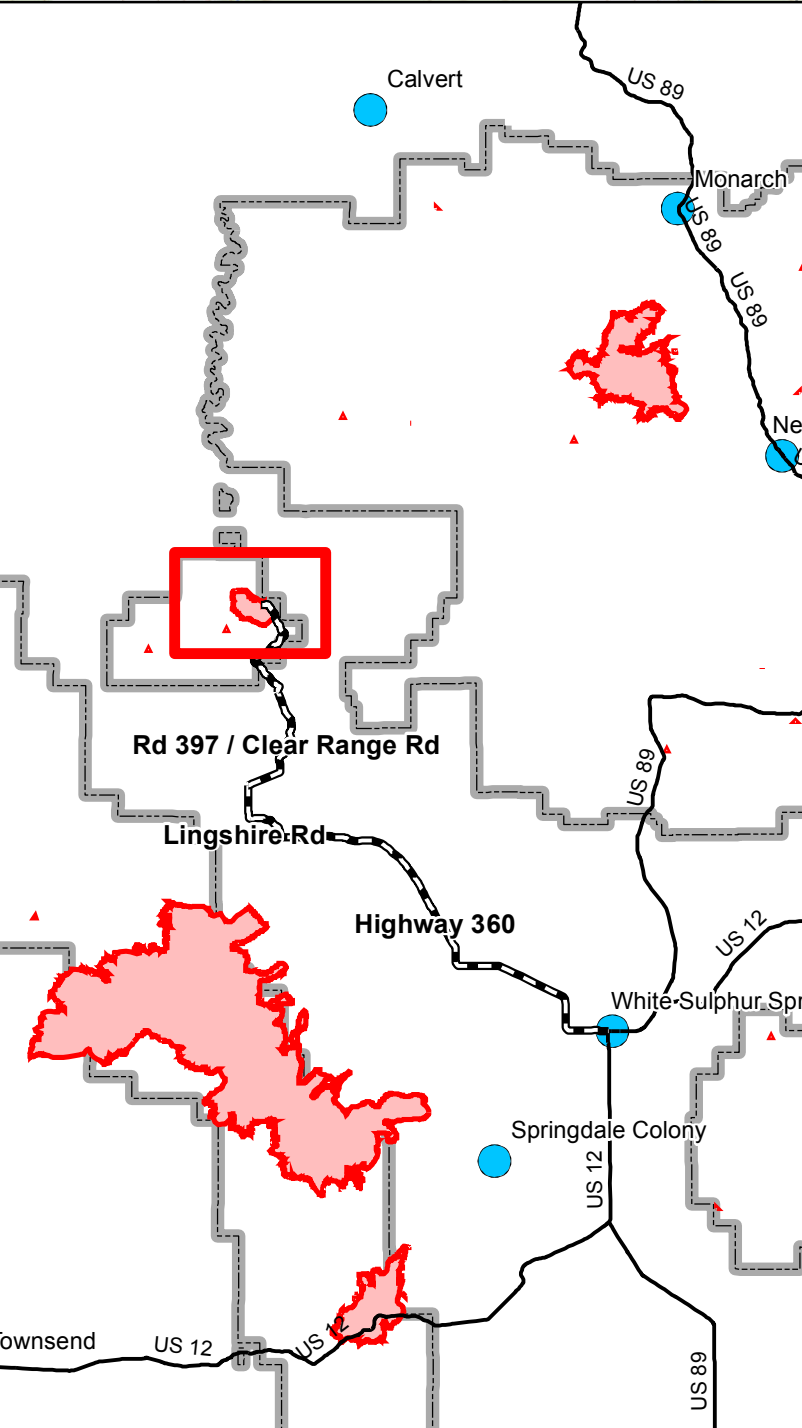 Calvert
US 89
Monarch
US 89
US 89
Ne
Rd 397 / Clear Range Rd
US 89
Lingshire Rd
Highway 360
US 12
White Sulphur Spr
Springdale Colony
US 12
ownsend
US 12
US 12
US 89